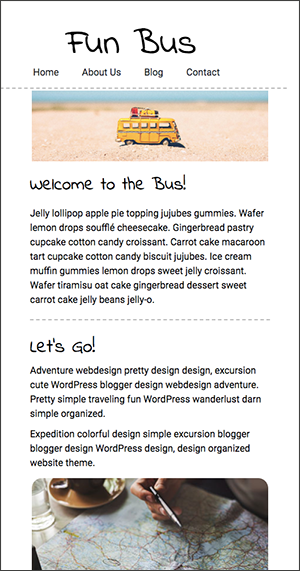 Fun Bus
Home About Us Blog Contact
Welcome to the Bus!
Jelly lollipop apple pie topping jujubes gummies. Wafer
lemon drops soufflé cheesecake. Gingerbread pastry
cupcake cotton candy croissant. Carrot cake macaroon
tart cupcake cotton candy biscuit jujubes. Ice cream
muffin gummies lemon drops sweet jelly croissant.
Wafer tiramisu oat cake gingerbread dessert sweet
carrot cake jelly beans jelly-o.
Let's Go!
Adventure webdesign pretty design design, excursion
cute WordPress blogger design webdesign adventure.
Pretty simple traveling fun WordPress wanderlust darn
simple organized.
Expedition colorful design simple excursion blogger
blogger design WordPress design, design organized
website theme.